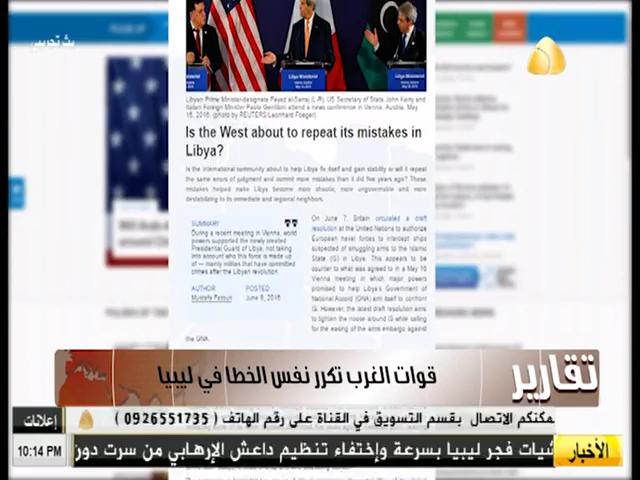 بث تجريبي
Libya Ministerial
Libyan Prime Minister-designate Fayez al-Sarraj (L-R), US Secretary of State John Kerry and
Italian Foreign Minister Paolo Gentiloni attend a news conference in Vienna, Austria, May
16, 2016. (photo by REUTERS/Leonhard Foeger)
Is the West about to repeat its mistakes in
Libya?
Is the international community about to help Libya fix itself and gain stability or will it repeat
the same errors of judgment and commit more mistakes than it did five years ago? Those
mistakes helped make Libya become more chaotic, more ungovernable and more
destabilizing to its immediate and regional neighbors.
SUMMARY
During a recent meeting in Vienna, world
powers supported the newly created
Presidential Guard of Libya, not taking
into account who this force is made up
of — mainly militias that have committed
crimes after the Libyan revolution.
AUTHOR
Mustafa Fetouri
POSTED
June 8, 2016
On June 7, Britain circulated a draft
resolution at the United Nations to authorize
European naval forces to intercept ships
suspected of smuggling arms to the Islamic
State (IS) in Libya. This appears to be
counter to what was agreed to in a May 16
Vienna meeting in which major powers
promised to help Libya's Government of
National Accord (GNA) arm itself to confront
IS. However, the latest draft resolution aims
to tighten the noose around IS while calling
for the easing of the arms embargo against
the GNA.
تقارير
قوات الغرب تكرر نفس الخطا في ليبيا
يمكنكم الاتصال بقسم التسويق في القناة على رقم الهاتف ( 0926551735 )
إعلانات
الأخبار
شيات فجر ليبيا بسرعة وإختفاء تنظيم داعش الإرهابي من سرت دون
10:14 PM